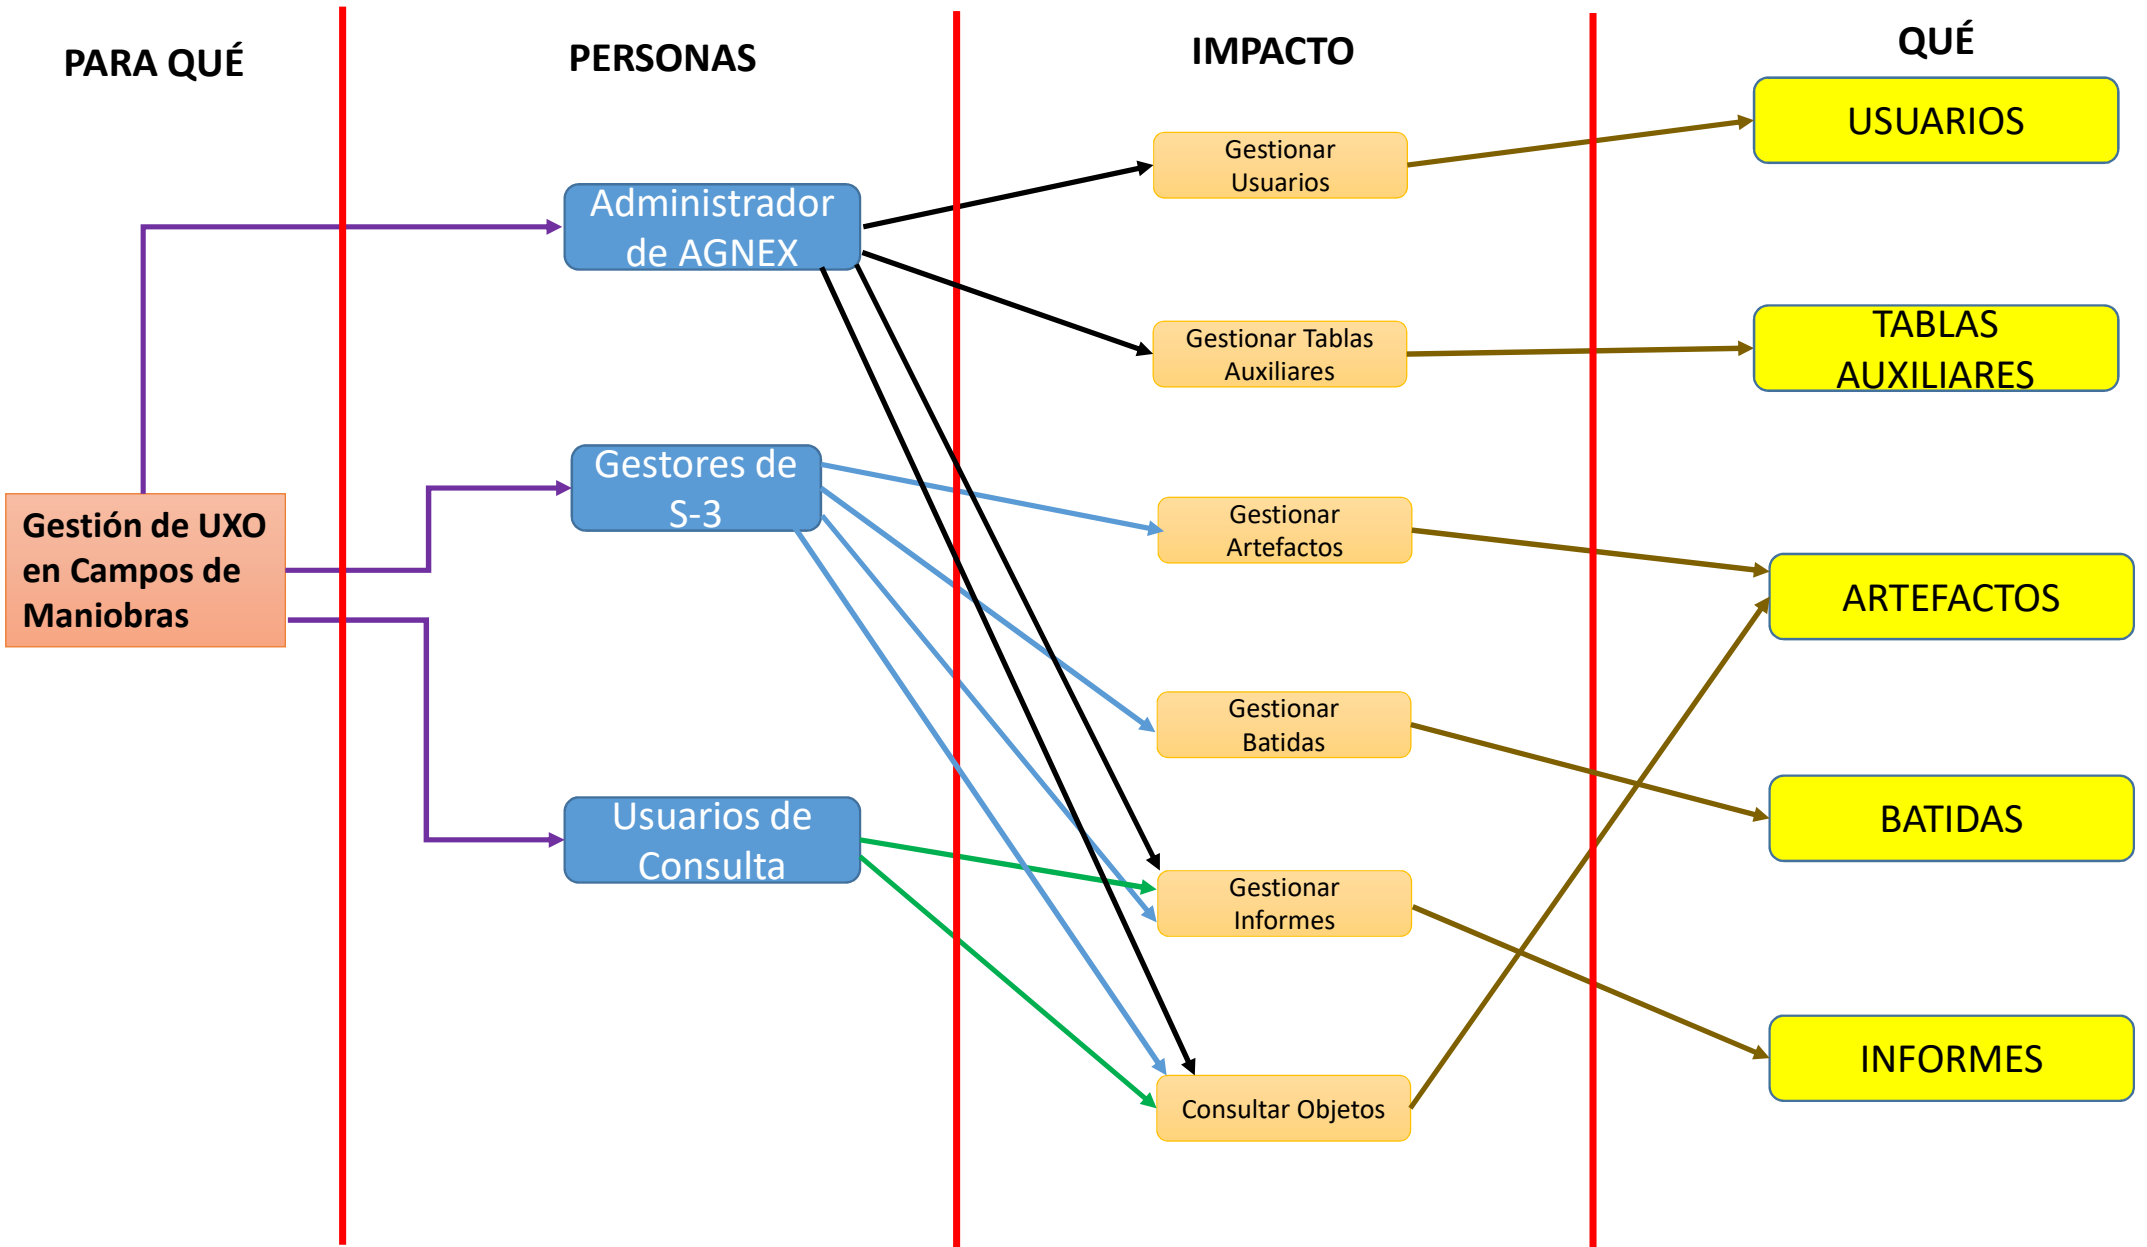 PARA QUÉ
PERSONAS
IMPACTO
QUÉ
Gestión de UXO
en Campos de
Maniobras
Administrador
de AGNEX
Gestores de
S-3
Usuarios de
Consulta
Gestionar
Usuarios
Gestionar Tablas
Auxiliares
Gestionar
Artefactos
Gestionar
Batidas
Gestionar
Informes
Consultar Objetos
USUARIOS
TABLAS
AUXILIARES
ARTEFACTOS
BATIDAS
INFORMES